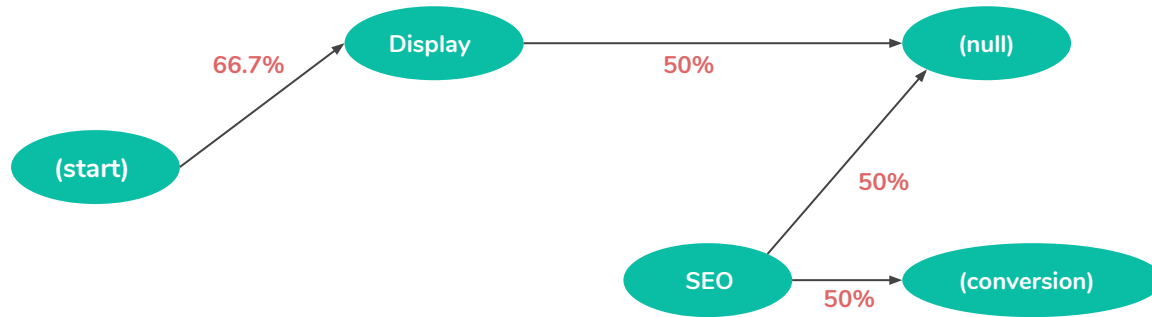 Display
(null)
66.7%
50%
(start)
50%
SEO
(conversion)
50%